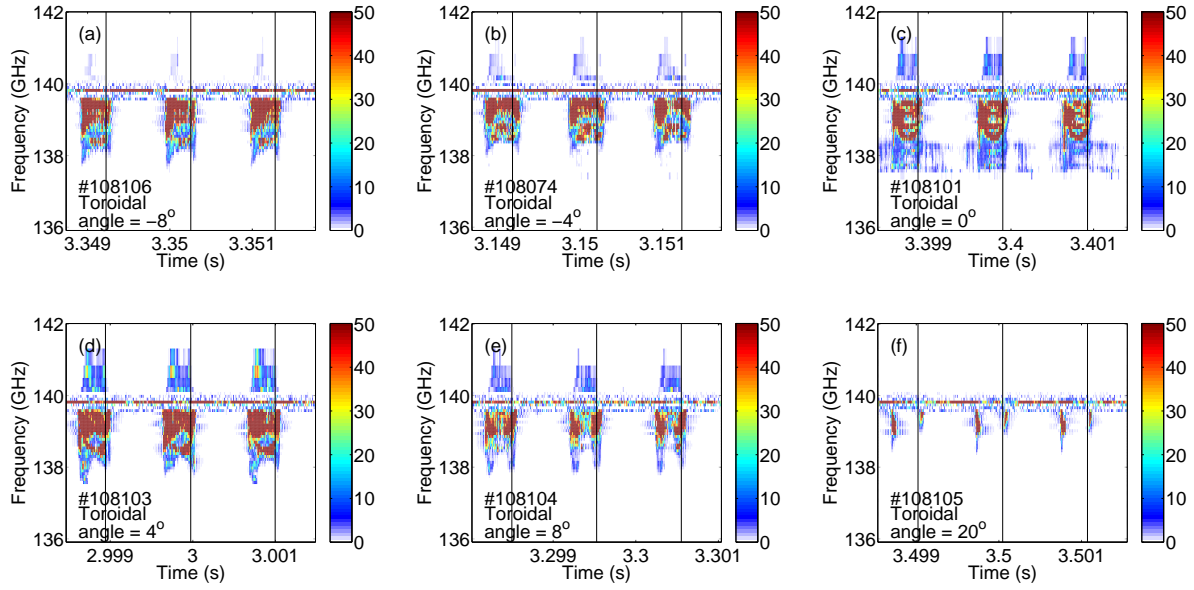 (a)
142
140
138
136
Frequency (GHz)
#108106
Toroidal
angle = −8°
3.349 3.35 3.351
Time (s)
50
40
30
20
10
0
(b)
142
140
138
136
Frequency (GHz)
#108074
Toroidal
angle = −4°
3.149 3.15 3.151
Time (s)
50
40
30
20
10
0
(c)
142
140
138
136
Frequency (GHz)
#108101
Toroidal
angle = 0°
3.399 3.4 3.401
Time (s)
50
40
30
20
10
0
(d)
142
140
138
136
Frequency (GHz)
#108103
Toroidal
angle = 4°
2.999 3 3.001
Time (s)
50
40
30
20
10
0
(e)
142
140
138
136
Frequency (GHz)
#108104
Toroidal
angle = 8°
3.299 3.3 3.301
Time (s)
50
40
30
20
10
0
(f)
142
140
138
136
Frequency (GHz)
#108105
Toroidal
angle = 20°
3.499 3.5 3.501
Time (s)
50
40
30
20
10
0